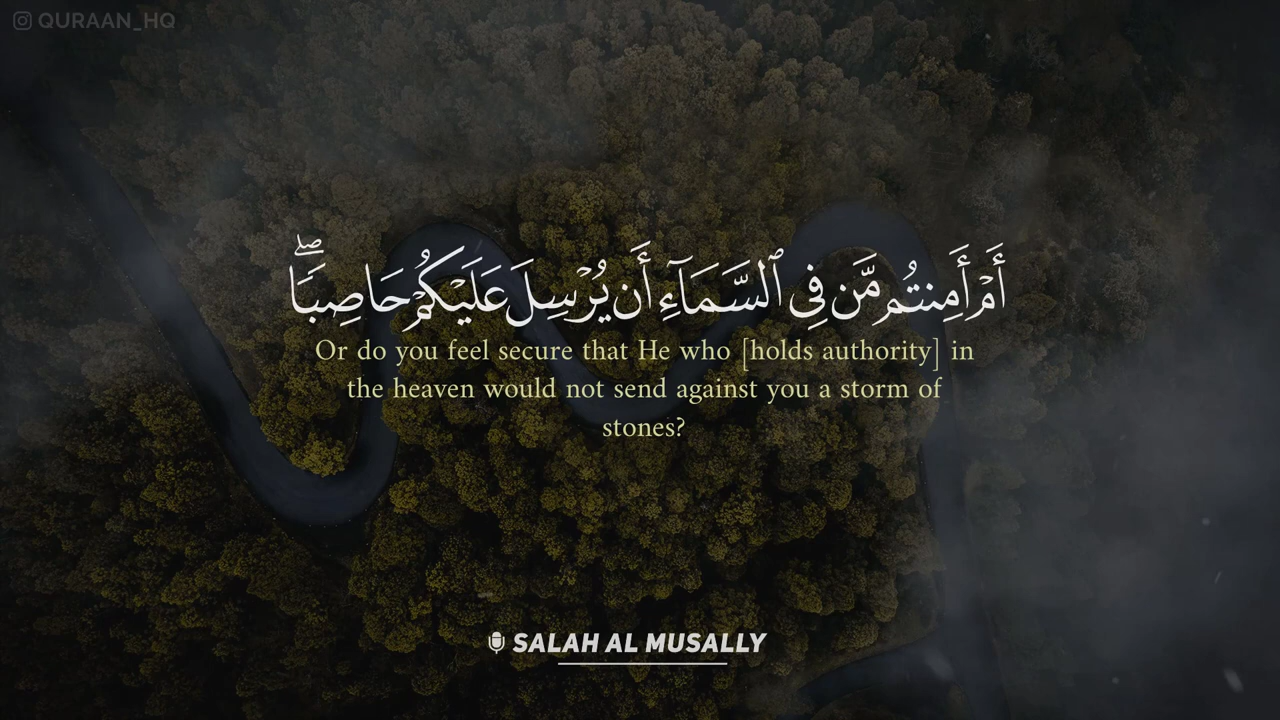 QURAAN_HQ
أَمْ أَمِنتُم مَّن فِى ٱلسَّمَآءِ أَن يُرْسِلَ عَلَيْكُمْ حَاصِبًا ۖ
Or do you feel secure that He who [holds authority] in
the heaven would not send against you a storm of
stones?
SALAH AL MUSALLY